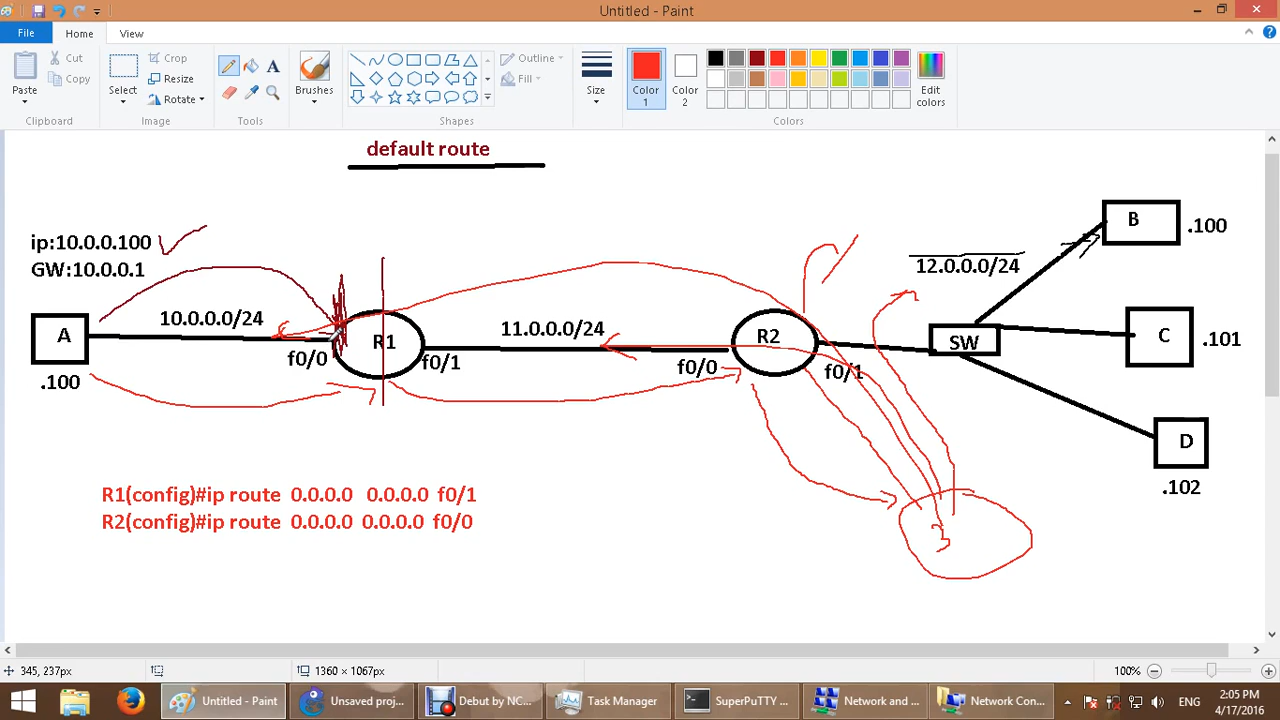 Untitled - Paint
File
Home
View
Paste
Cut
Copy
Clipboard
Select
Crop
Resize
Rotate
Image
A
Tools
Brushes
Outline
Fill
Shapes
Size
Color
1
Color
2
Edit
colors
Colors
default route
ip:10.0.0.100
GW:10.0.0.1
A
.100
10.0.0.0/24
f0/0
R1
f0/1
11.0.0.0/24
f0/0
R2
f0/1
12.0.0.0/24
SW
B
.100
C
.101
D
.102
R1(config)#ip route 0.0.0.0 0.0.0.0 f0/1
R2(config)#ip route 0.0.0.0 0.0.0.0 f0/0
3
345, 237px
1360 × 1067px
100%
Untitled - Paint
Unsaved proj...
Debut by NC...
Task Manager
SuperPuTTY ...
Network and ...
Network Con...
ENG
2:05 PM
4/17/2016